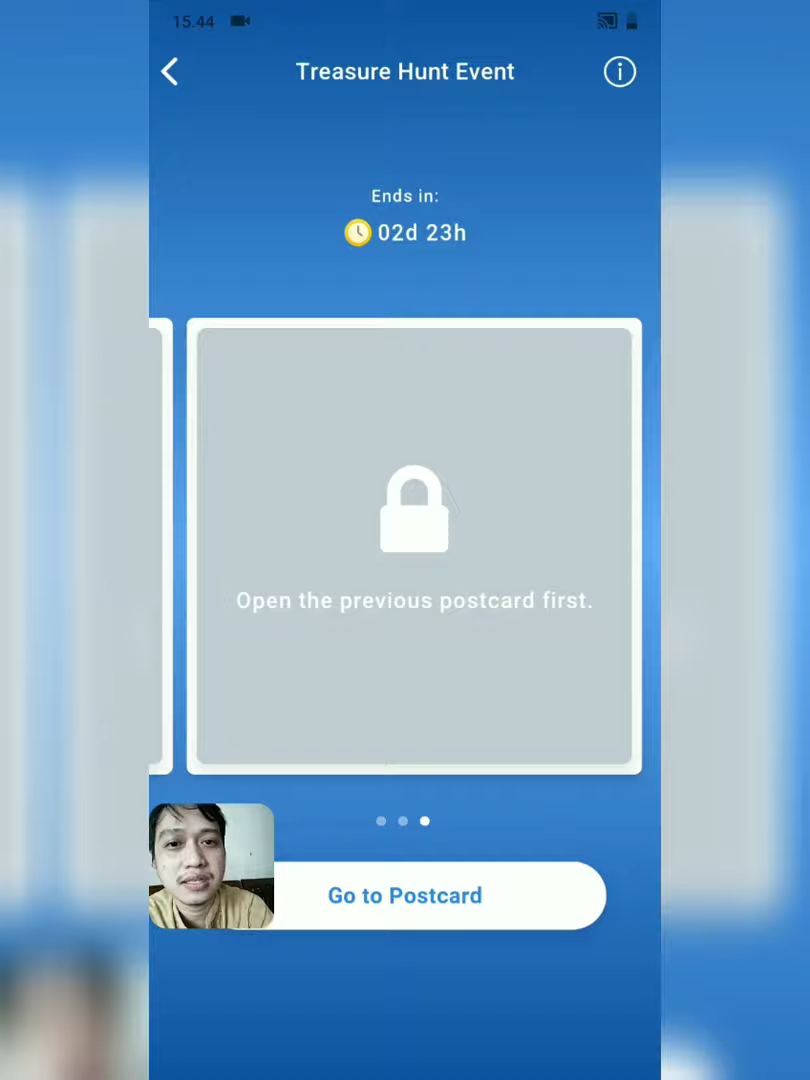 15.44
Treasure Hunt Event
Ends in:
02d 23h
Open the previous postcard first.
Go to Postcard